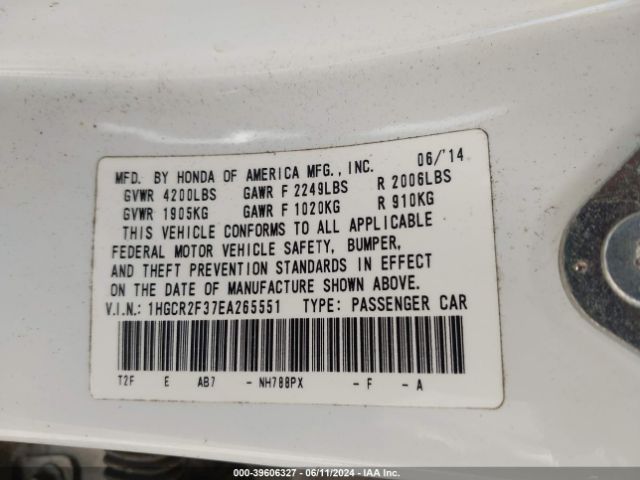 MFD. BY HONDA OF AMERICA MFG., INC. 06/'14
GVWR 4200LBS GAWR F 2249LBS R 2006LBS
GVWR 1905KG GAWR F 1020KG R 910KG
THIS VEHICLE CONFORMS TO ALL APPLICABLE
FEDERAL MOTOR VEHICLE SAFETY, BUMPER,
AND THEFT PREVENTION STANDARDS IN EFFECT
ON THE DATE OF MANUFACTURE SHOWN ABOVE.
V.I.N.: 1HGCR2F37EA265551 TYPE: PASSENGER CAR
T2F E AB7 - NH788PX - F - A
000-39606327 - 06/11/2024 - IAA Inc.